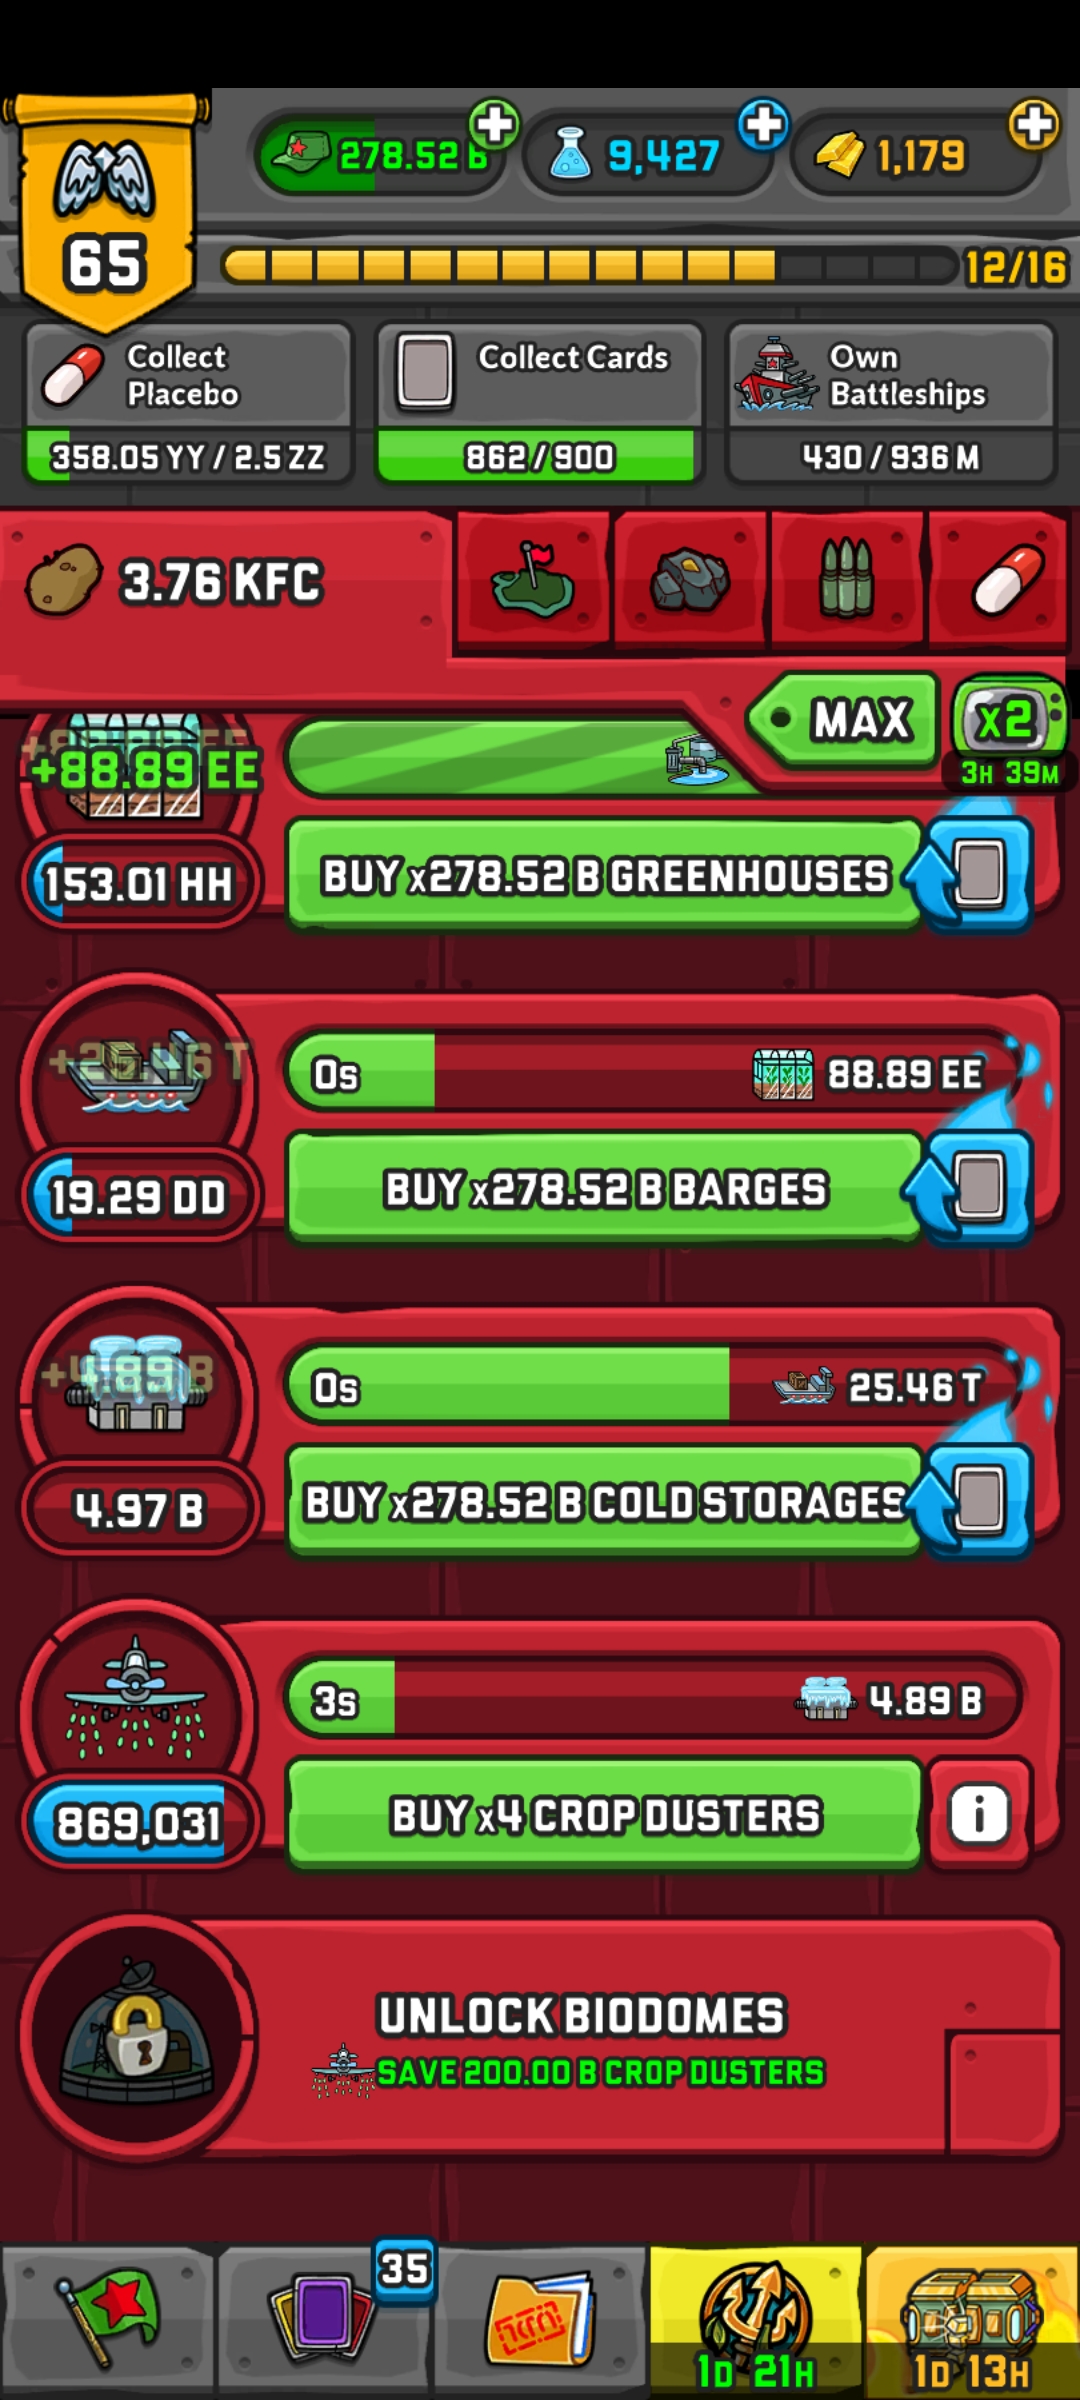 65
278.52 B
9,427
1,179
12/16
Collect
Placebo
358.05 YY / 2.5 ZZ
Collect Cards
862/900
Own
Battleships
430 / 936 M
3.76 KFC
MAX
x2
3H 39M
+88.89 EE
153.01 HH
BUY x278.52 B GREENHOUSES
+25.46 T
0s
88.89 EE
19.29 DD
BUY x278.52 B BARGES
+4.89 B
0s
25.46 T
4.97 B
BUY x278.52 B COLD STORAGES
3s
4.89 B
869,031
BUY x4 CROP DUSTERS
i
UNLOCK BIODOMES
SAVE 200.00 B CROP DUSTERS
35
1D 21H
1D 13H